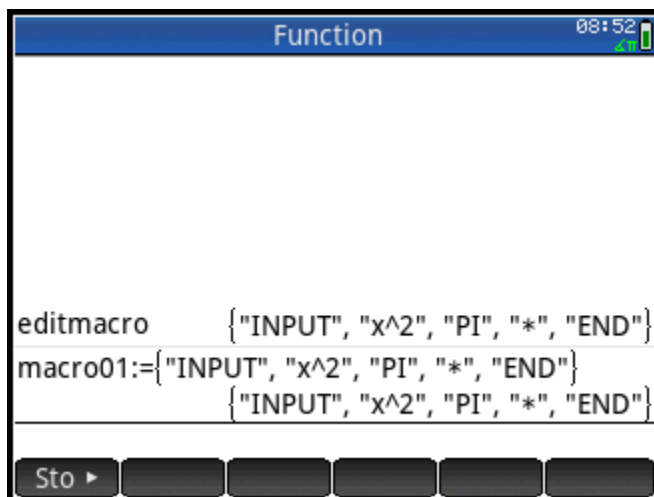 Function
08:52
∡π
editmacro {"INPUT", "x^2", "PI", "*", "END"}
macro01:={"INPUT", "x^2", "PI", "*", "END"}
{"INPUT", "x^2", "PI", "*", "END"}
Sto ►